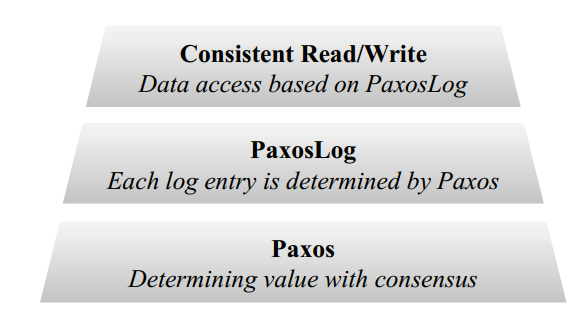 Consistent Read/Write
Data access based on PaxosLog
PaxosLog
Each log entry is determined by Paxos
Paxos
Determining value with consensus